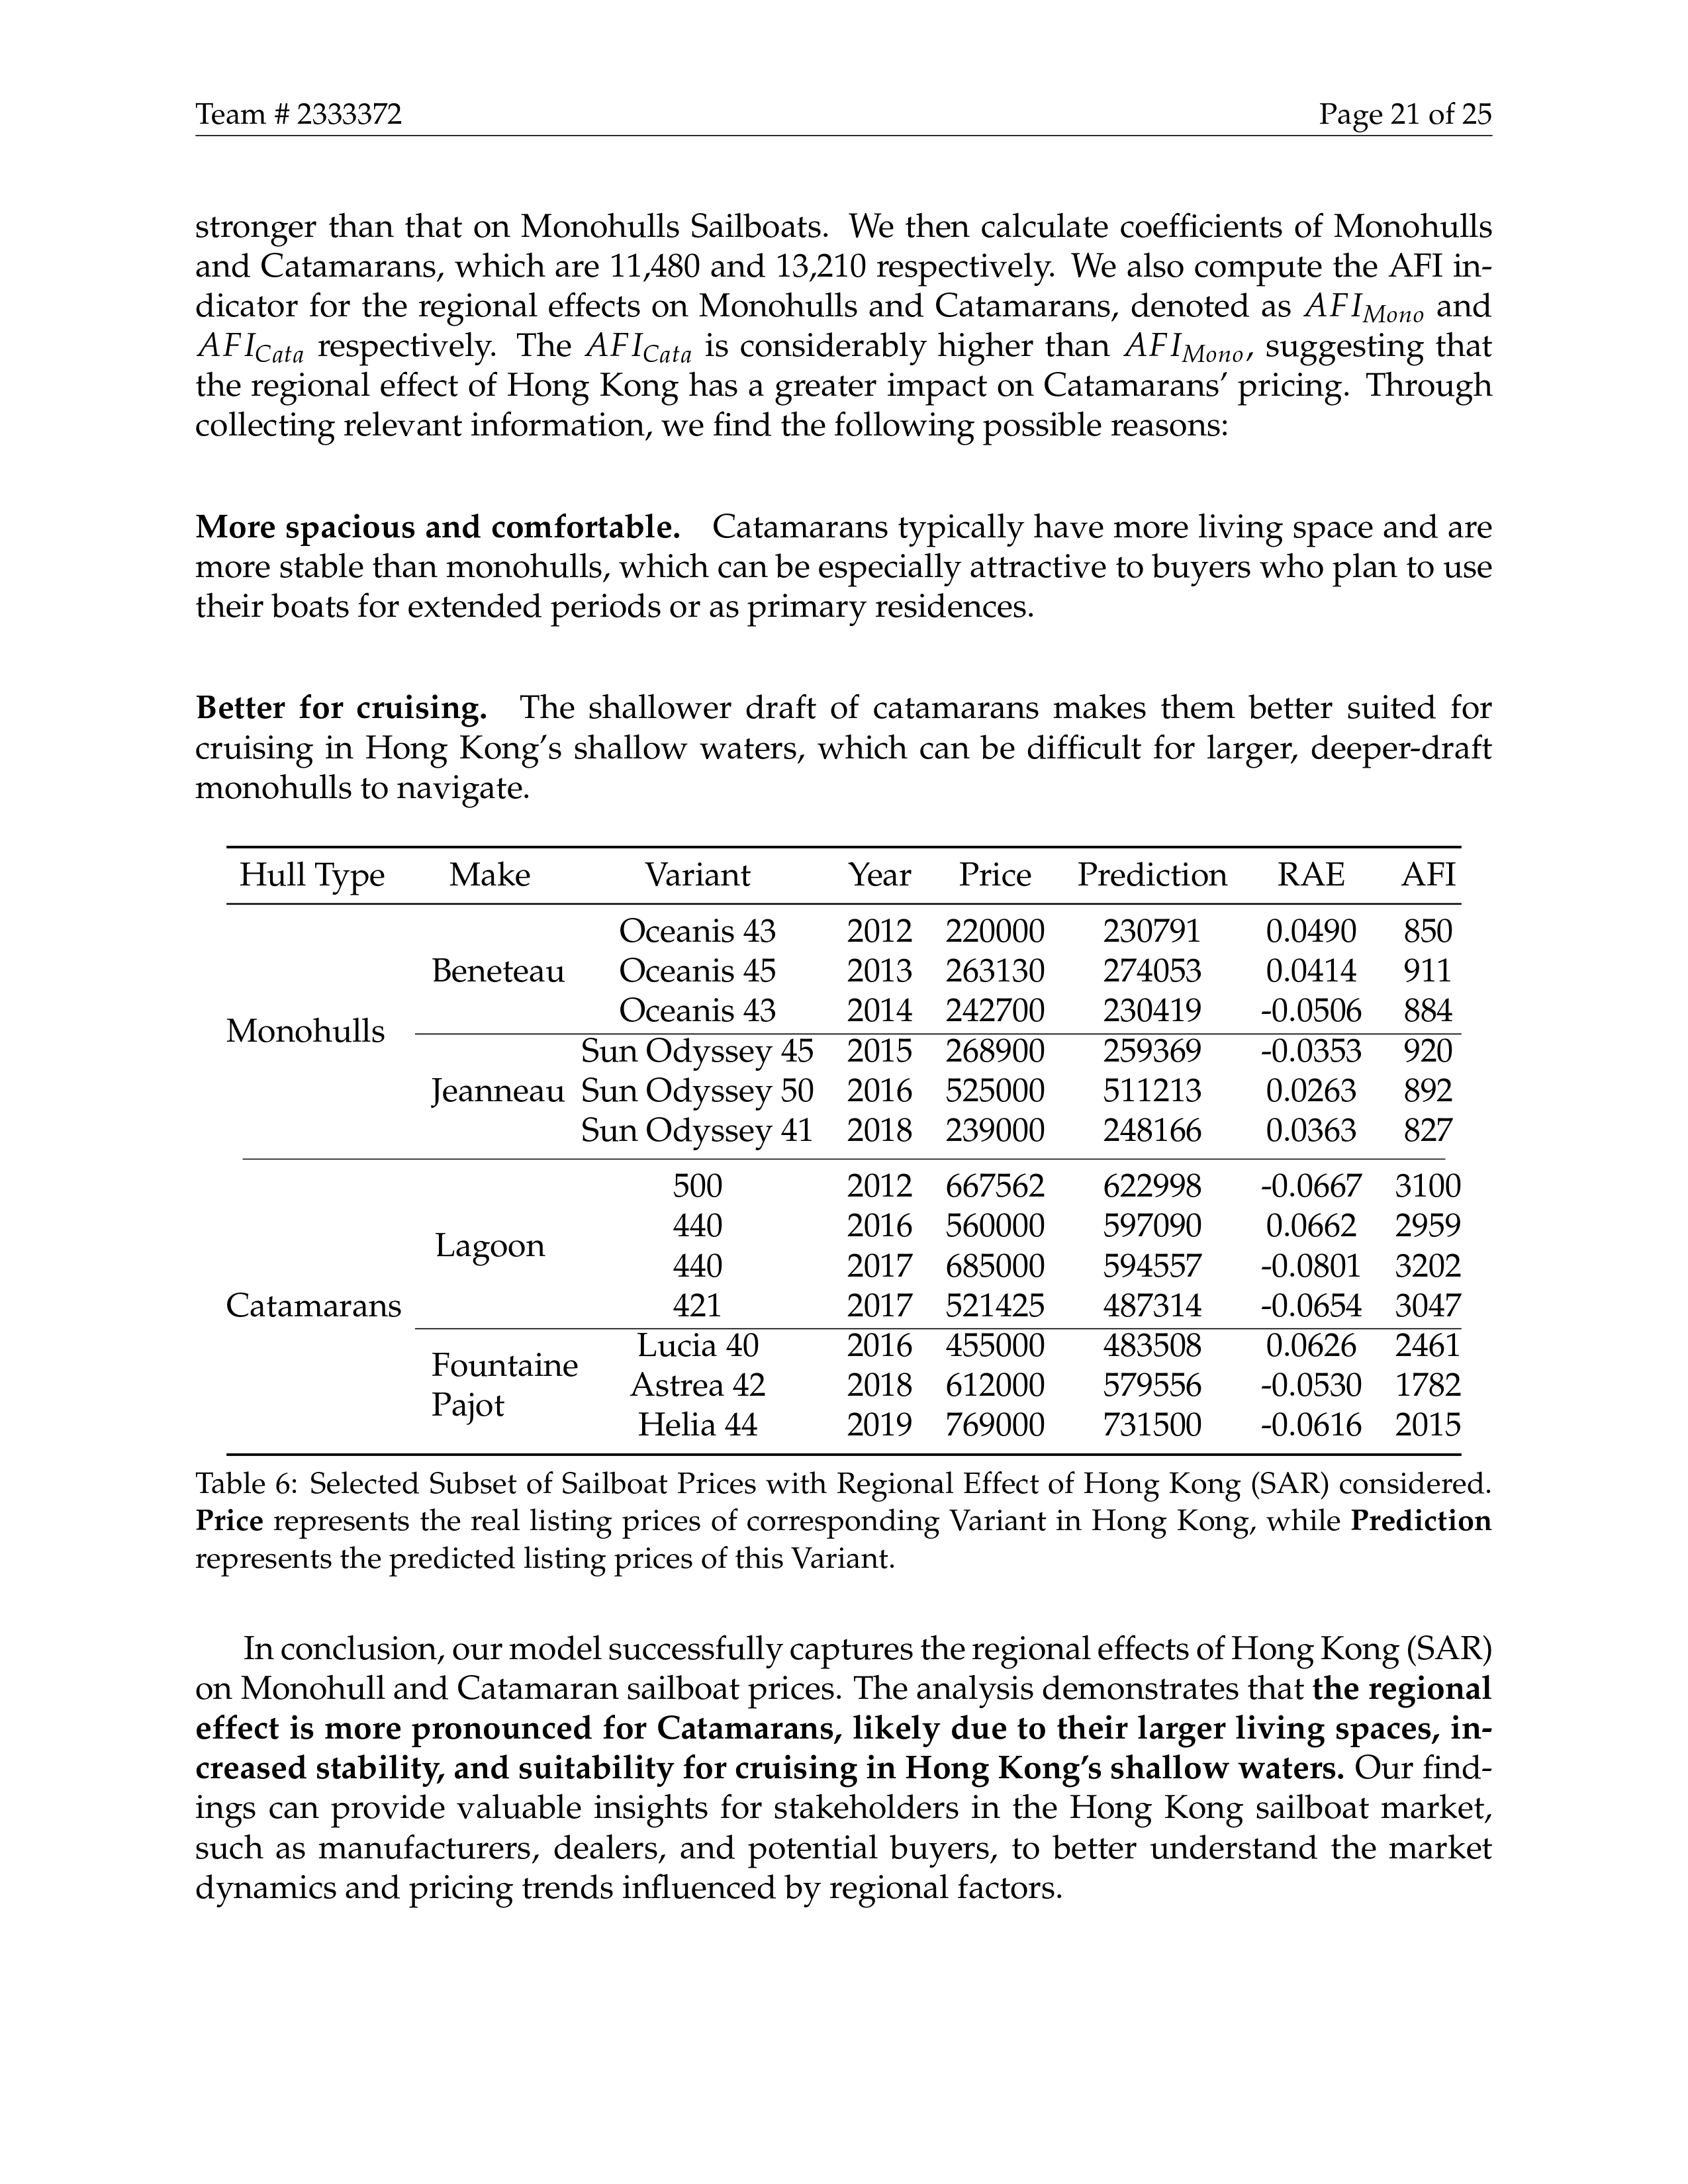 Team # 2333372 Page 21 of 25
stronger than that on Monohulls Sailboats. We then calculate coefficients of Monohulls
and Catamarans, which are 11,480 and 13,210 respectively. We also compute the AFI in-
dicator for the regional effects on Monohulls and Catamarans, denoted as AFI_Mono and
AFI_Cata respectively. The AFI_Cata is considerably higher than AFI_Mono, suggesting that
the regional effect of Hong Kong has a greater impact on Catamarans' pricing. Through
collecting relevant information, we find the following possible reasons:
More spacious and comfortable. Catamarans typically have more living space and are
more stable than monohulls, which can be especially attractive to buyers who plan to use
their boats for extended periods or as primary residences.
Better for cruising. The shallower draft of catamarans makes them better suited for
cruising in Hong Kong's shallow waters, which can be difficult for larger, deeper-draft
monohulls to navigate.
Hull Type Make Variant Year Price Prediction RAE AFI
Oceanis 43 2012 220000 230791 0.0490 850
Beneteau Oceanis 45 2013 263130 274053 0.0414 911
Oceanis 43 2014 242700 230419 -0.0506 884
Monohulls
Sun Odyssey 45 2015 268900 259369 -0.0353 920
Jeanneau Sun Odyssey 50 2016 525000 511213 0.0263 892
Sun Odyssey 41 2018 239000 248166 0.0363 827
500 2012 667562 622998 -0.0667 3100
440 2016 560000 597090 0.0662 2959
Lagoon
440 2017 685000 594557 -0.0801 3202
Catamarans 421 2017 521425 487314 -0.0654 3047
Lucia 40 2016 455000 483508 0.0626 2461
Fountaine
Astrea 42 2018 612000 579556 -0.0530 1782
Pajot
Helia 44 2019 769000 731500 -0.0616 2015
Table 6: Selected Subset of Sailboat Prices with Regional Effect of Hong Kong (SAR) considered.
Price represents the real listing prices of corresponding Variant in Hong Kong, while Prediction
represents the predicted listing prices of this Variant.
In conclusion, our model successfully captures the regional effects of Hong Kong (SAR)
on Monohull and Catamaran sailboat prices. The analysis demonstrates that the regional
effect is more pronounced for Catamarans, likely due to their larger living spaces, in-
creased stability, and suitability for cruising in Hong Kong's shallow waters. Our find-
ings can provide valuable insights for stakeholders in the Hong Kong sailboat market,
such as manufacturers, dealers, and potential buyers, to better understand the market
dynamics and pricing trends influenced by regional factors.